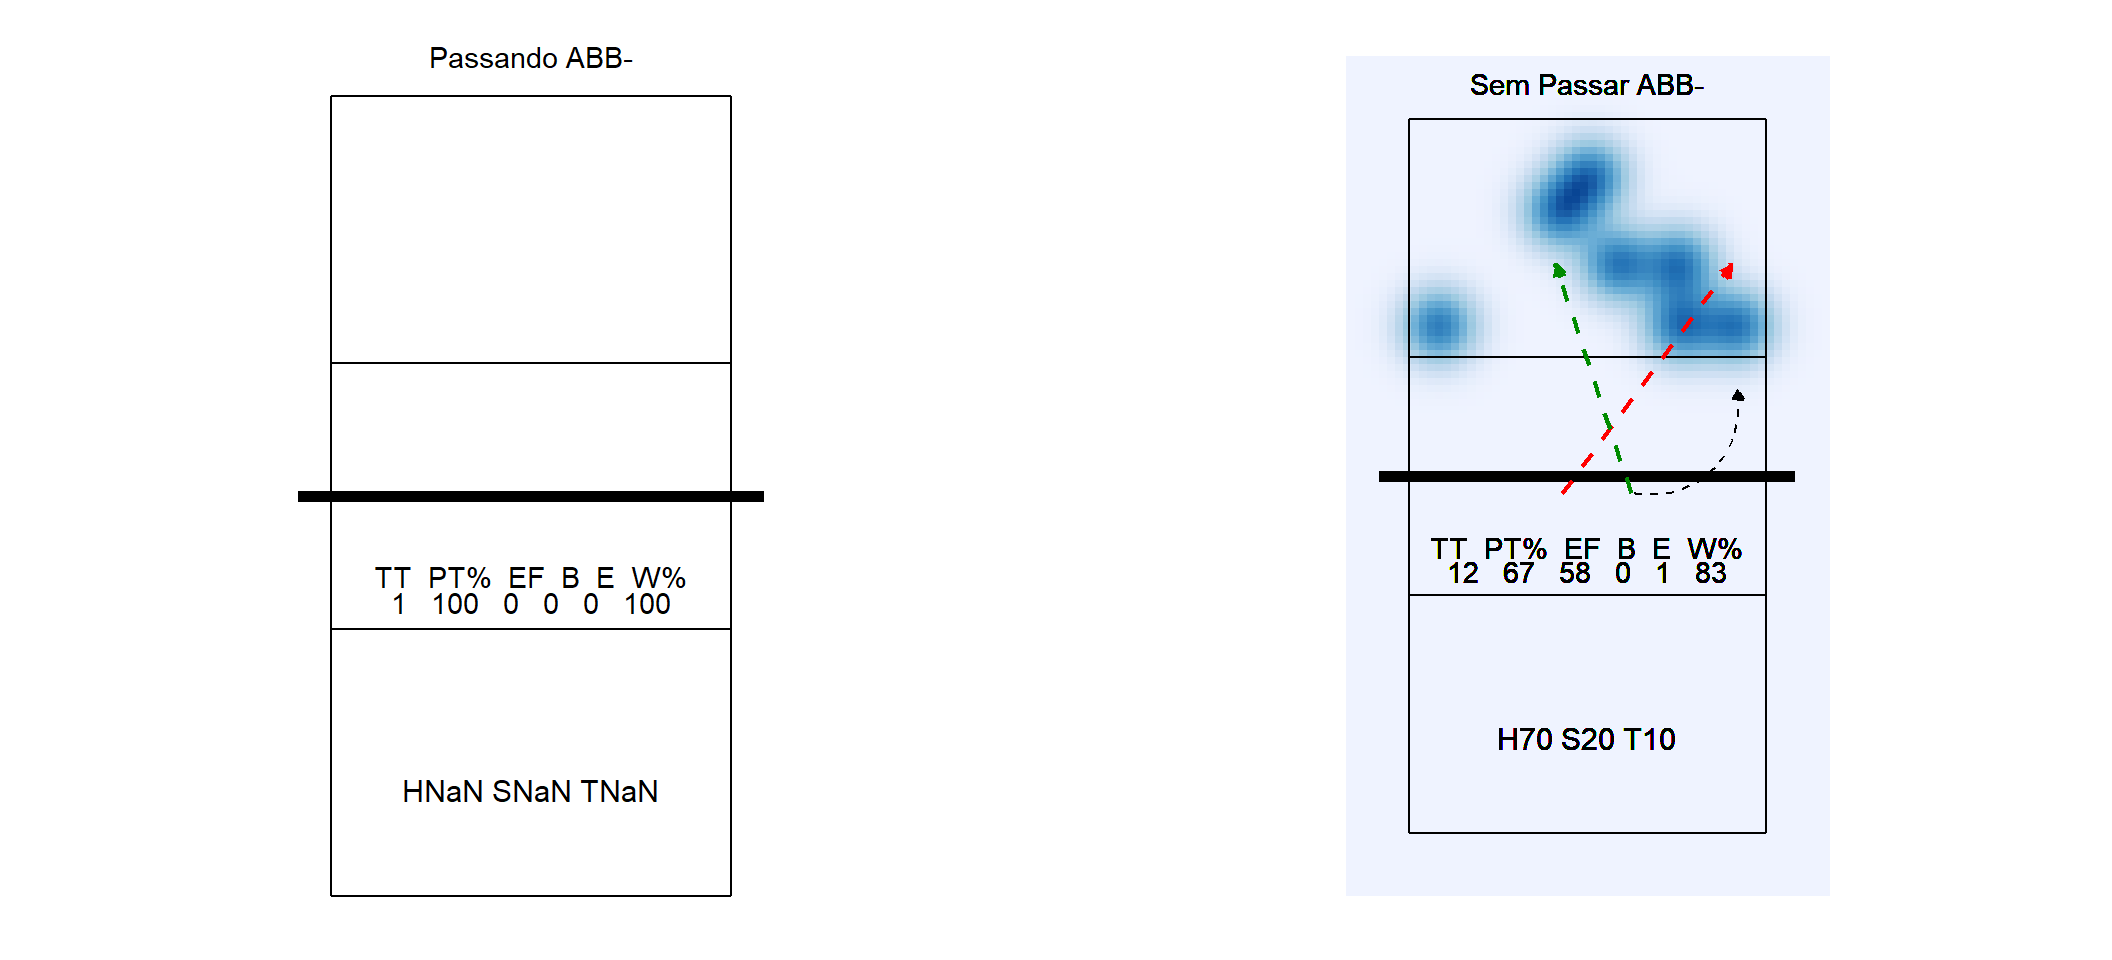 Passando ABB-
TT PT% EF B E W%
1 100 0 0 0 100
HNaN SNaN TNaN
Sem Passar ABB-
TT PT% EF B E W%
12 67 58 0 1 83
H70 S20 T10